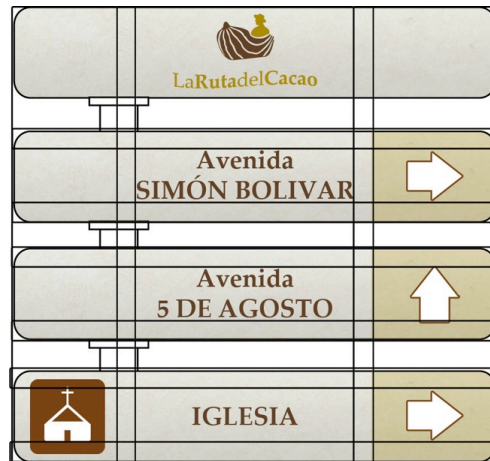 LaRutadelCacao
Avenida
SIMÓN BOLIVAR
Avenida
5 DE AGOSTO
IGLESIA